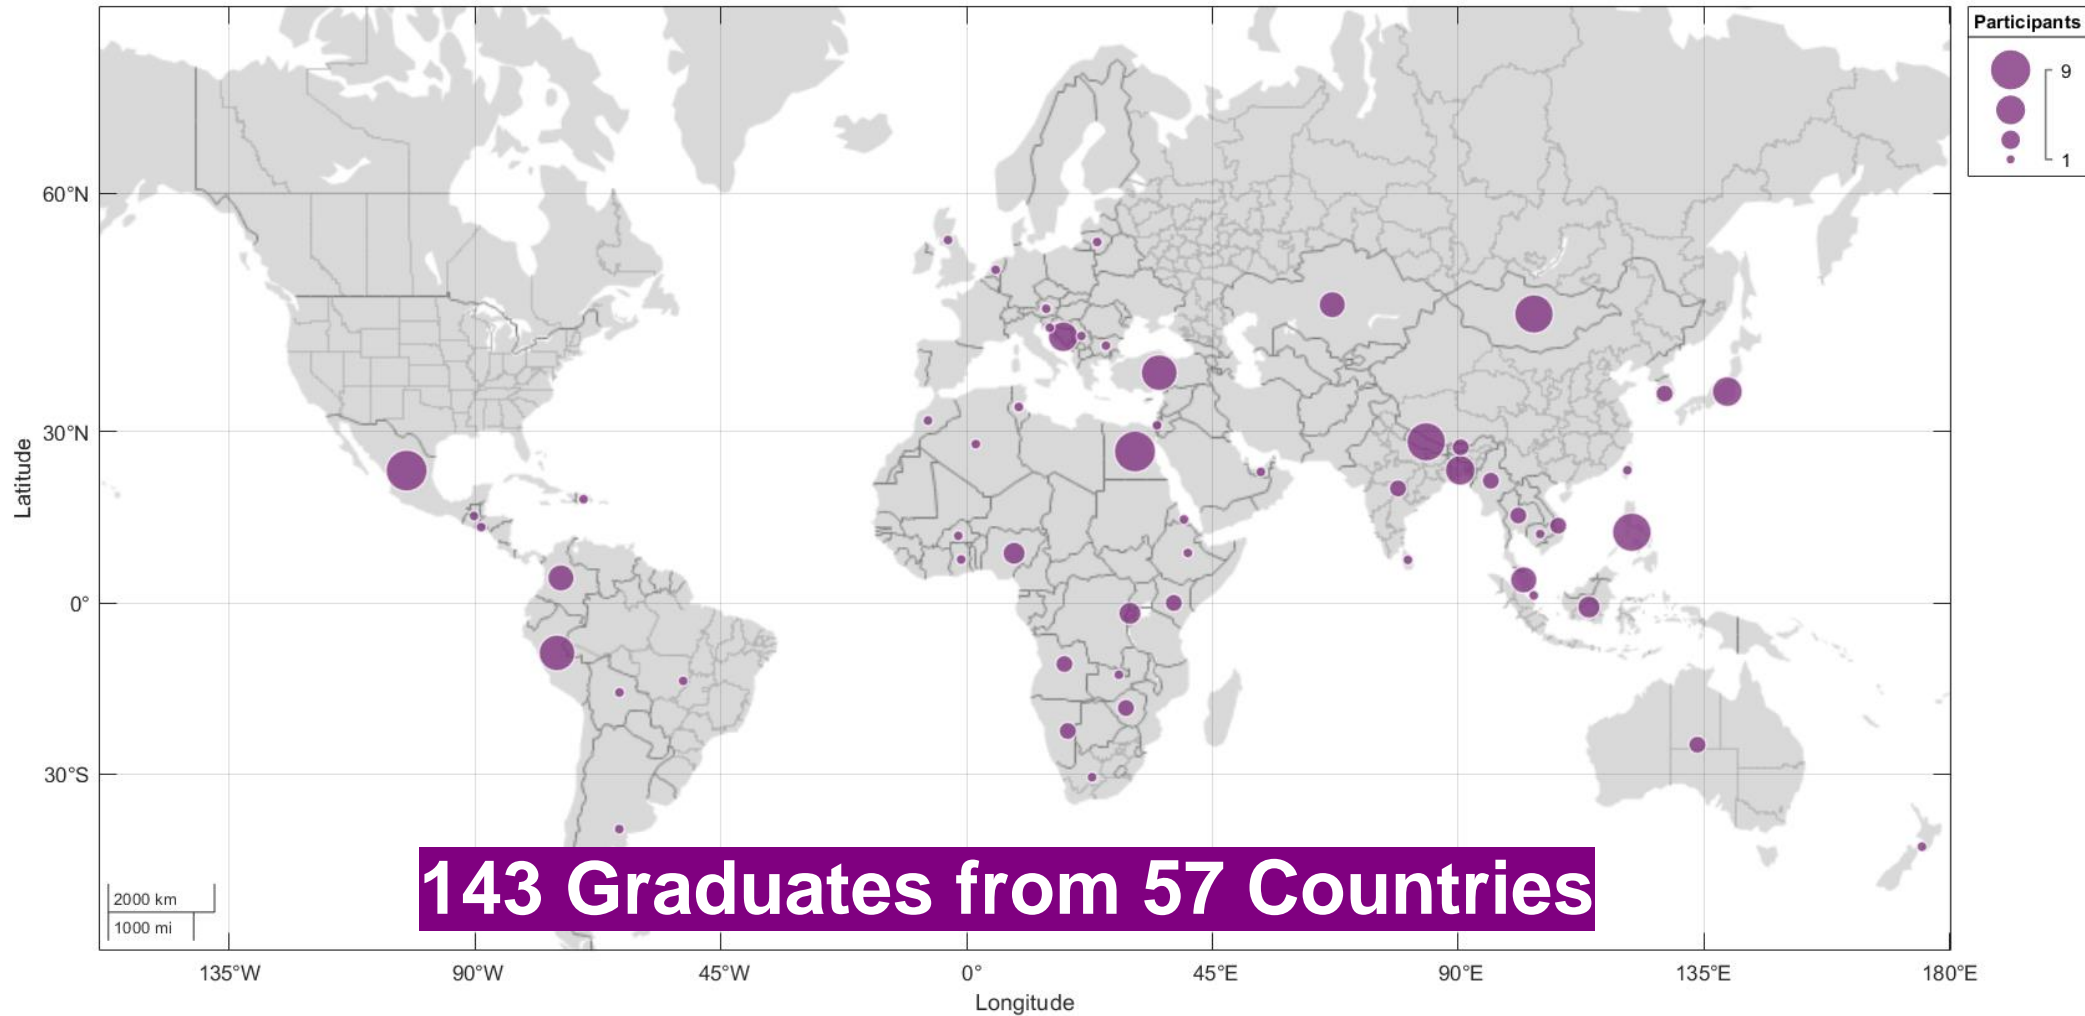 Participants
9
1
60°N
30°N
0°
30°S
Latitude
143 Graduates from 57 Countries
2000 km
1000 mi
135°W
90°W
45°W
0°
45°E
90°E
135°E
180°E
Longitude